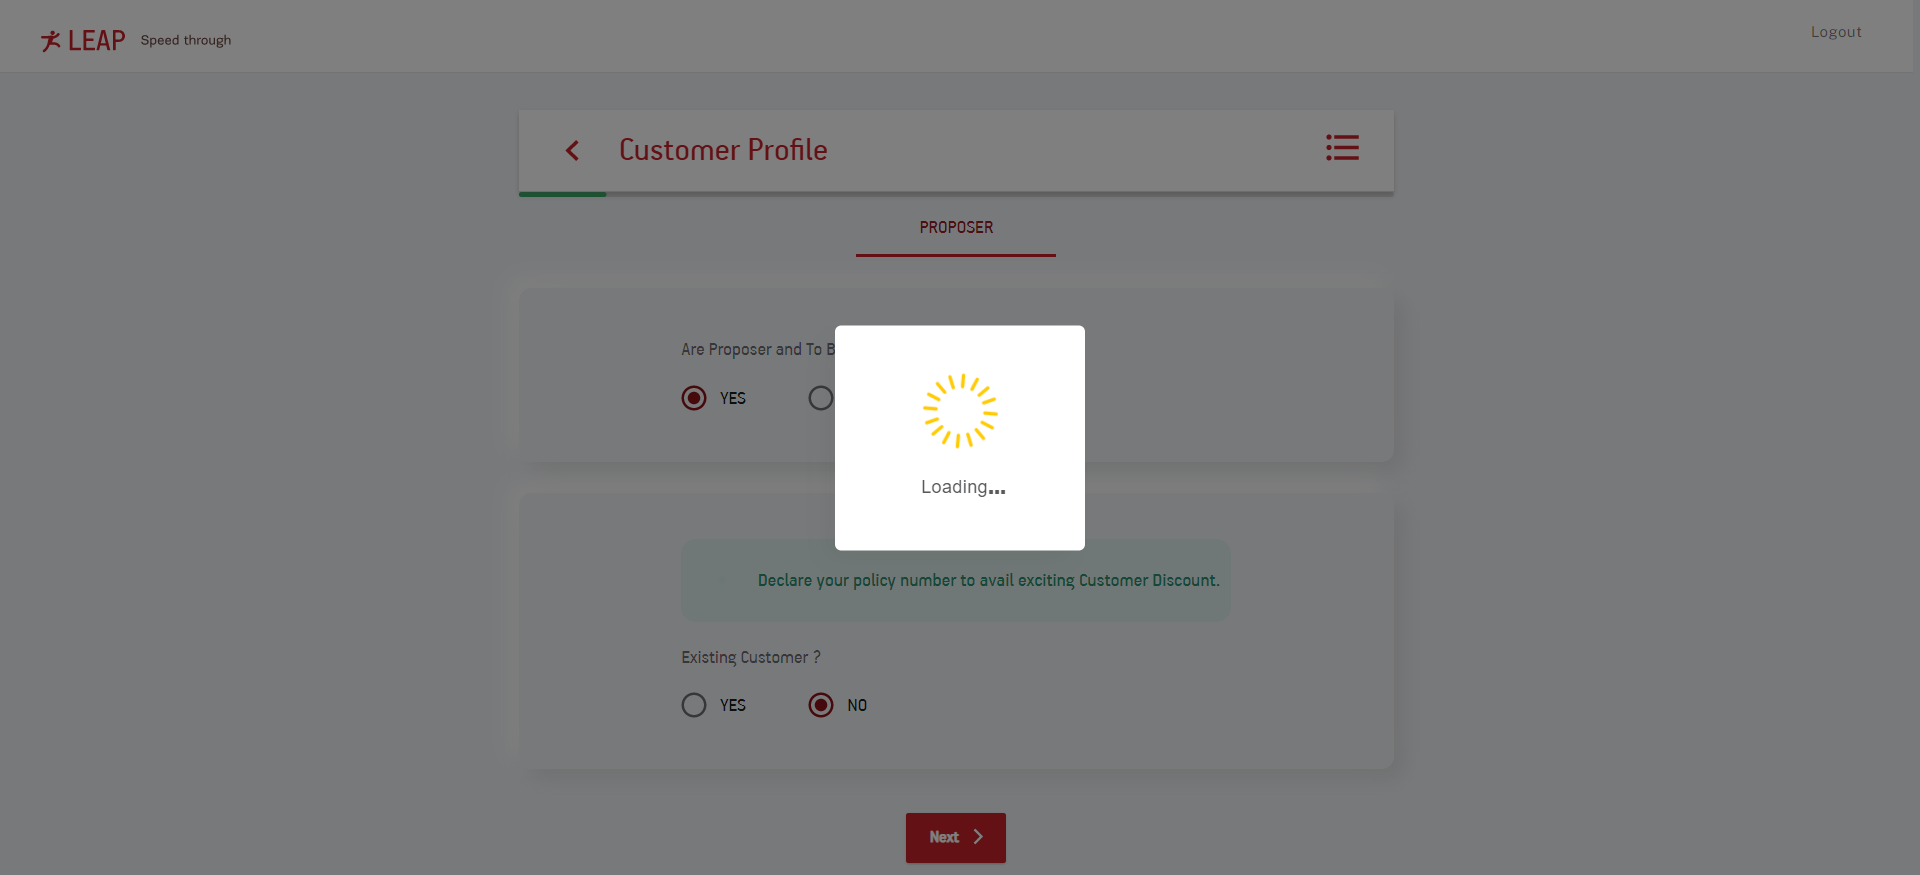 LEAP Speed through
Logout
Customer Profile
PROPOSER
Are Proposer and To
YES
Loading...
Declare your policy number to avail exciting Customer Discount.
Existing Customer ?
YES NO
Next